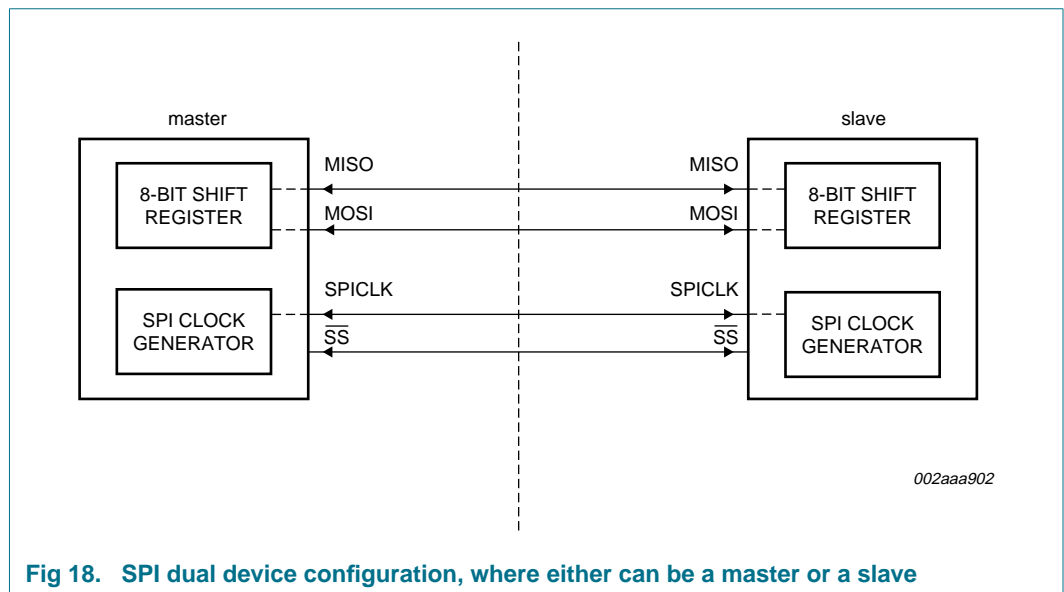 master
slave
MISO
MISO
8-BIT SHIFT
REGISTER
8-BIT SHIFT
REGISTER
MOSI
MOSI
SPICLK
SPICLK
SPI CLOCK
GENERATOR
SPI CLOCK
GENERATOR
SS
SS
002aaa902
Fig 18. SPI dual device configuration, where either can be a master or a slave